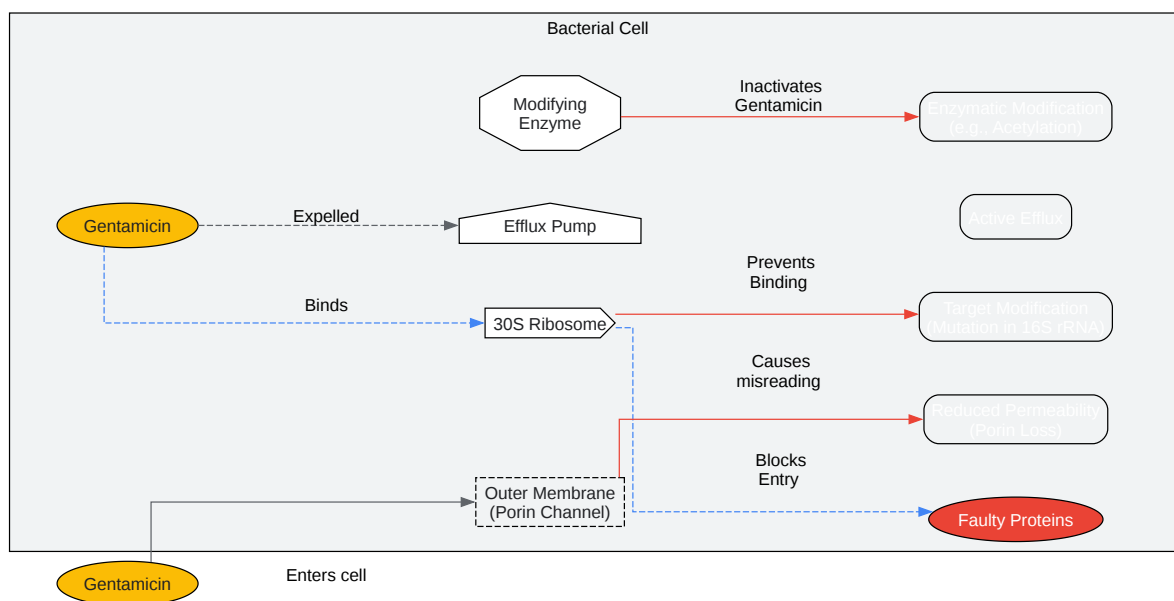 Bacterial Cell
Modifying
Enzyme
Inactivates
Gentamicin
Enzymatic Modification
(e.g., Acetylation)
Gentamicin
Expelled
Efflux Pump
Active Efflux
Binds
30S Ribosome
Prevents
Binding
Target Modification
(Mutation in 16S rRNA)
Causes
misreading
Reduced Permeability
(Porin Loss)
Outer Membrane
(Porin Channel)
Blocks
Entry
Faulty Proteins
Gentamicin
Enters cell